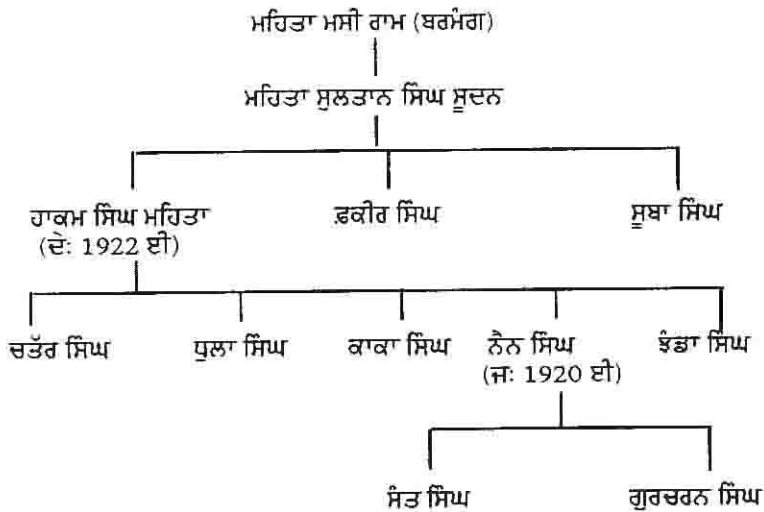 ਮਹਿਤਾ ਮਸੀ ਰਾਮ (ਬਰਮੰਗ)
ਮਹਿਤਾ ਸੁਲਤਾਨ ਸਿੰਘ ਸੂਦਨ
ਹਾਕਮ ਸਿੰਘ ਮਹਿਤਾ ਫ਼ਕੀਰ ਸਿੰਘ ਸੂਬਾ ਸਿੰਘ
(ਦੇ: 1922 ਈ)
ਚਤੱਰ ਸਿੰਘ ਧੁਲਾ ਸਿੰਘ ਕਾਕਾ ਸਿੰਘ ਨੈਨ ਸਿੰਘ ਝੰਡਾ ਸਿੰਘ
(ਜ: 1920 ਈ)
ਸੰਤ ਸਿੰਘ ਗੁਰਚਰਨ ਸਿੰਘ